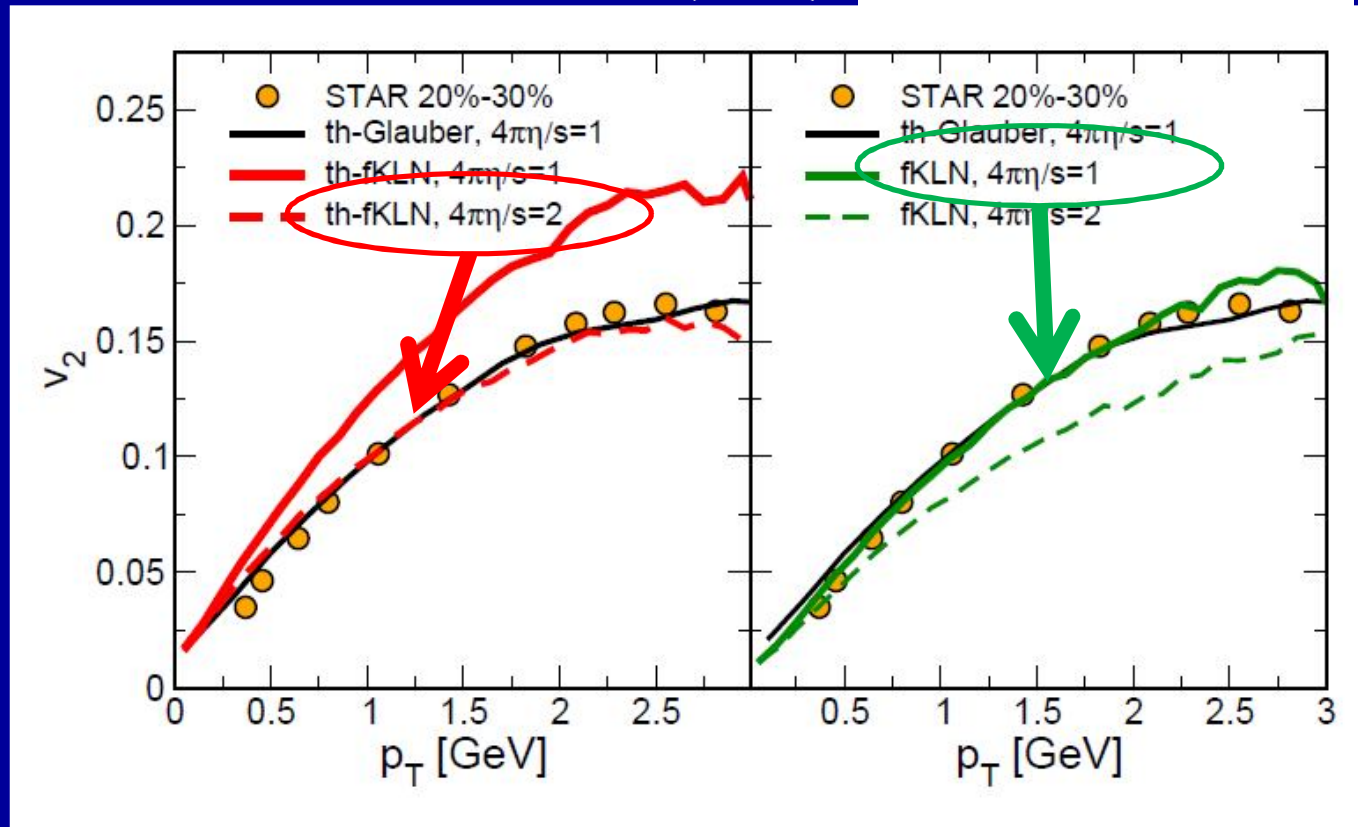 STAR 20%-30%
th-Glauber, 4πη/s=1
th-fKLN, 4πη/s=1
th-fKLN, 4πη/s=2
STAR 20%-30%
th-Glauber, 4πη/s=1
fKLN, 4πη/s=1
fKLN, 4πη/s=2
0.25
0.2
0.15
0.1
0.05
0
v2
0 0.5 1 1.5 2 2.5
0.5 1 1.5 2 2.5 3
pT [GeV]
pT [GeV]